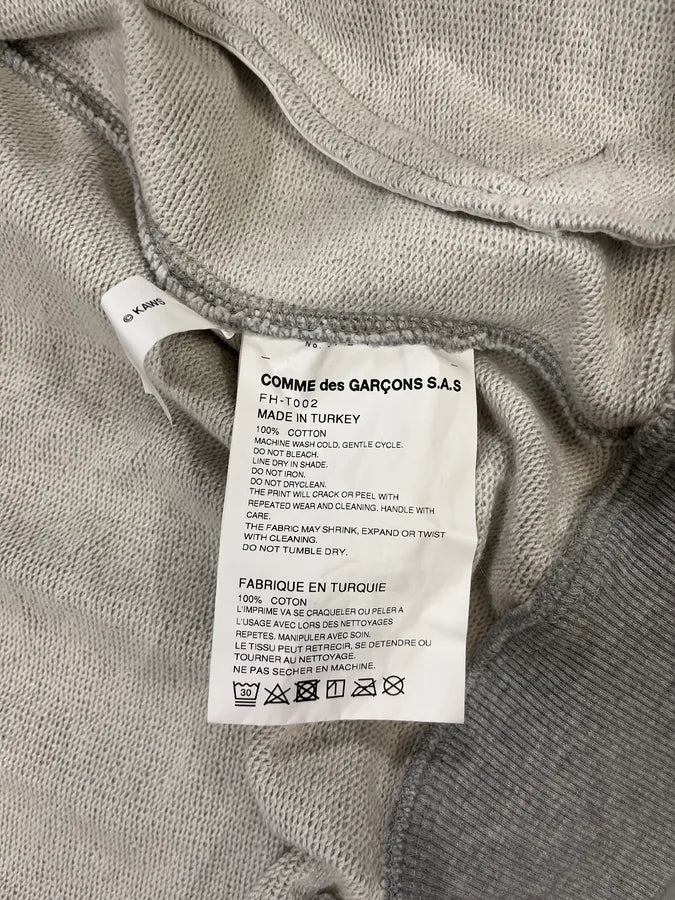 © KAWS
No.
COMME des GARÇONS S.A.S
FH-T002
MADE IN TURKEY
100% COTTON
MACHINE WASH COLD, GENTLE CYCLE.
DO NOT BLEACH.
LINE DRY IN SHADE.
DO NOT IRON.
DO NOT DRYCLEAN.
THE PRINT WILL CRACK OR PEEL WITH
REPEATED WEAR AND CLEANING. HANDLE WITH
CARE.
THE FABRIC MAY SHRINK, EXPAND OR TWIST
WITH CLEANING.
DO NOT TUMBLE DRY.
FABRIQUE EN TURQUIE
100% COTON
L'IMPRIME VA SE CRAQUELER OU PELER A
L'USAGE AVEC LORS DES NETTOYAGES
REPETES. MANIPULER AVEC SOIN.
LE TISSU PEUT RETRECIR, SE DETENDRE OU
TOURNER AU NETTOYAGE.
NE PAS SECHER EN MACHINE.
30